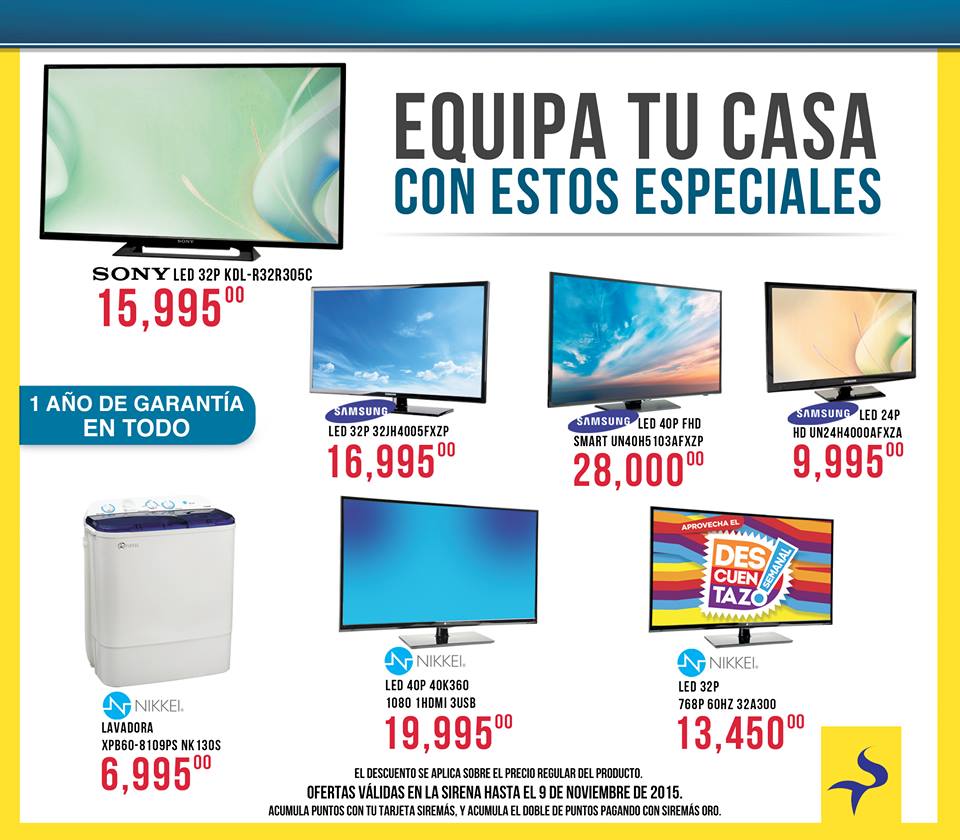 EQUIPA TU CASA
CON ESTOS ESPECIALES
SONY
SONY LED 32P KDL-R32R305C
15,995⁰⁰
1 AÑO DE GARANTÍA
EN TODO
SAMSUNG
LED 32P 32JH4005FXZP
16,995⁰⁰
SAMSUNG LED 40P FHD
SMART UN40H5103AFXZP
28,000⁰⁰
SAMSUNG LED 24P
HD UN24H4000AFXZA
9,995⁰⁰
NIKKEI®
LAVADORA
XPB60-8109PS NK130S
6,995⁰⁰
NIKKEI®
LED 40P 40K360
1080 1HDMI 3USB
19,995⁰⁰
APROVECHA EL
DES
CUEN
TAZO
SEMANAL
NIKKEI®
LED 32P
768P 60HZ 32A300
13,450⁰⁰
EL DESCUENTO SE APLICA SOBRE EL PRECIO REGULAR DEL PRODUCTO.
OFERTAS VÁLIDAS EN LA SIRENA HASTA EL 9 DE NOVIEMBRE DE 2015.
ACUMULA PUNTOS CON TU TARJETA SIREMÁS, Y ACUMULA EL DOBLE DE PUNTOS PAGANDO CON SIREMÁS ORO.